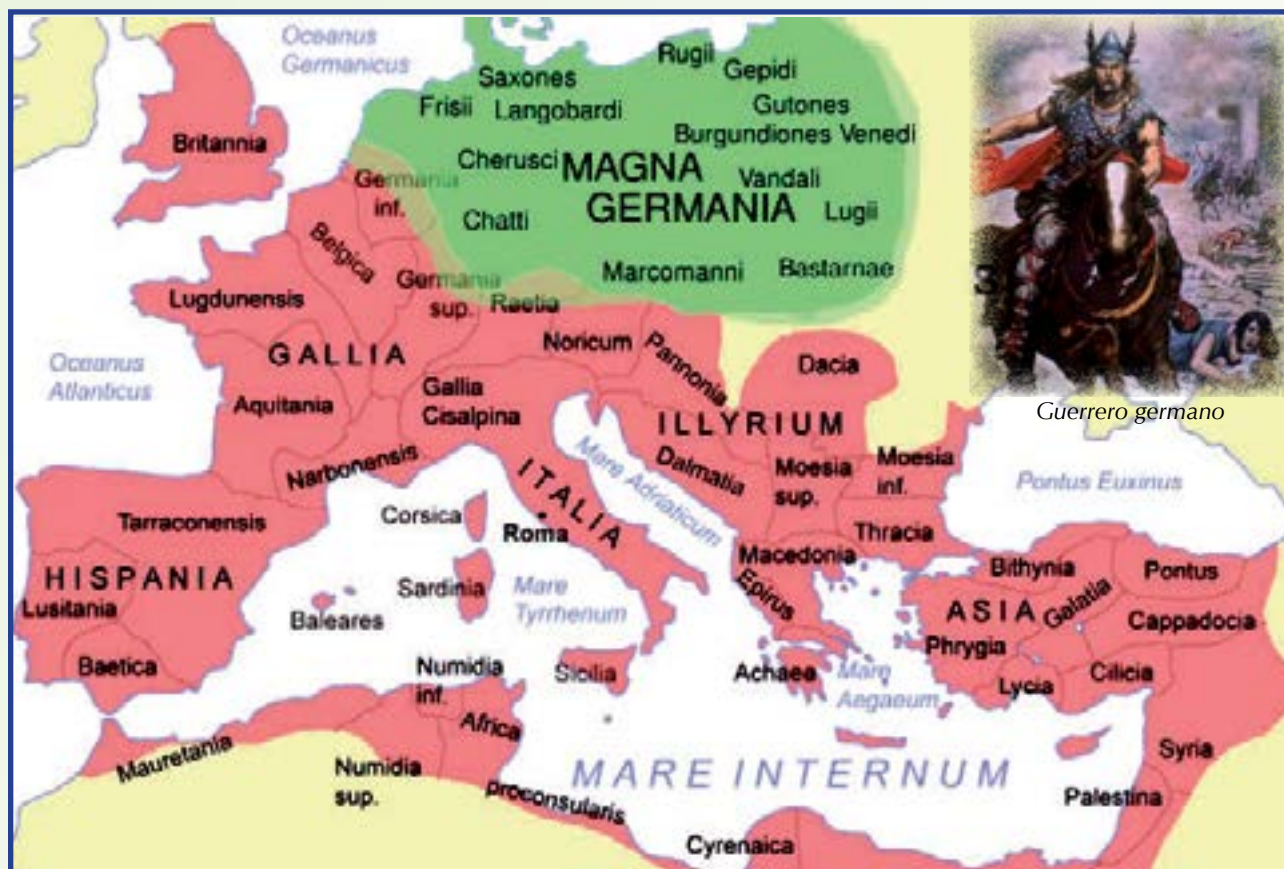 Oceanus
Germanicus
Britannia
Saxones
Frisii
Langobardi
Rugii
Gepidi
Gutones
Burgundiones Venedi
Cherusci
MAGNA
GERMANIA
Vandali
Lugii
Chatti
Marcomanni
Bastarnae
Germania
inf.
Belgica
Germania
sup.
Raetia
Lugdunensis
GALLIA
Noricum
Pannonia
Dacia
Oceanus
Atlanticus
Aquitania
Gallia
Cisalpina
Narbonensis
ILLYRIUM
Dalmatia
Moesia
sup.
Moesia
inf.
Guerrero germano
Mare Adriaticum
Pontus Euxinus
Tarraconensis
HISPANIA
Lusitania
Baetica
Corsica
ITALIA
Roma
Sardinia
Mare
Tyrrhenum
Baleares
Thracia
Macedonia
Epirus
Bithynia
Pontus
ASIA
Galatia
Cappadocia
Phrygia
Lycia
Cilicia
Achaea
Mare
Aegaeum
Sicilia
Numidia
inf.
Africa
Mauretania
Numidia
sup.
proconsularis
MARE INTERNUM
Syria
Palestina
Cyrenaica
3